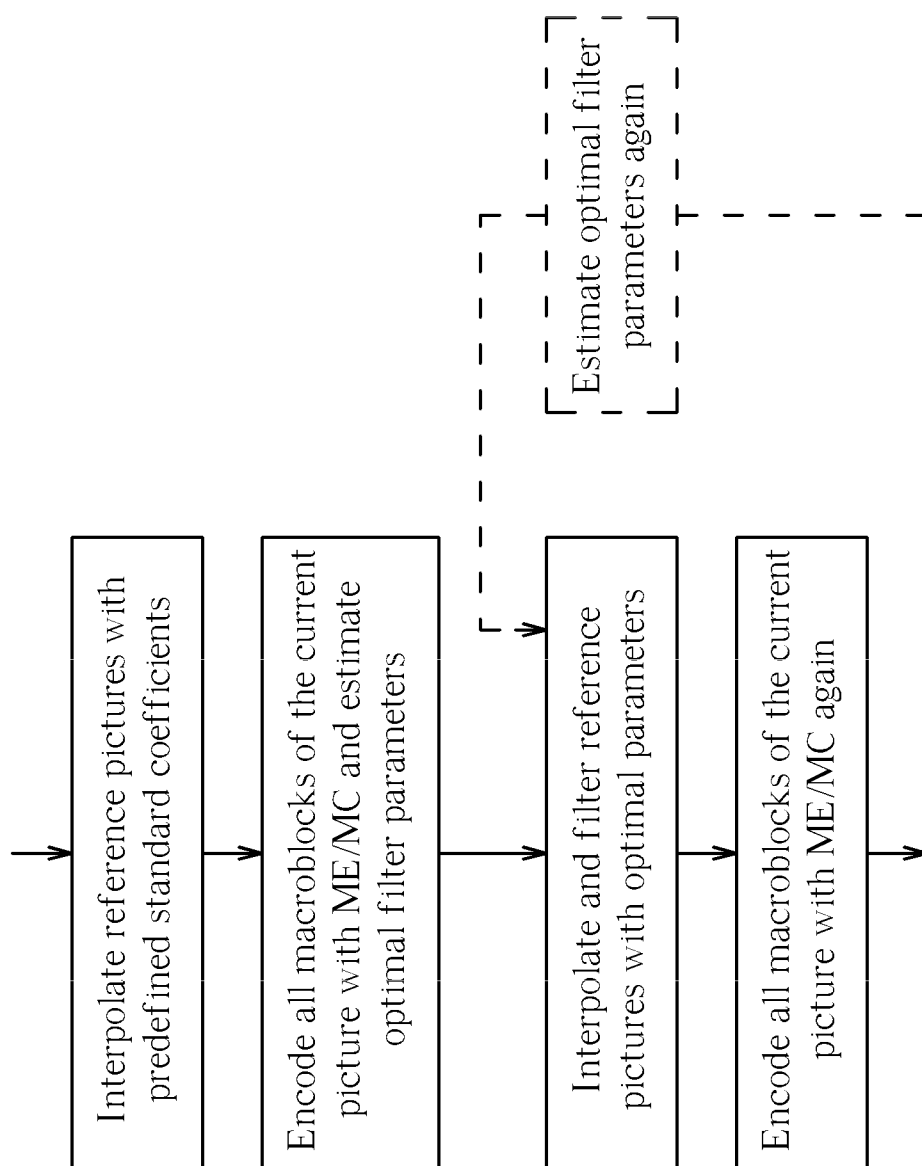 Interpolate reference pictures with
predefined standard coefficients
Encode all macroblocks of the current
picture with ME/MC and estimate
optimal filter parameters
Interpolate and filter reference
pictures with optimal parameters
Encode all macroblocks of the current
picture with ME/MC again
Estimate optimal filter
parameters again